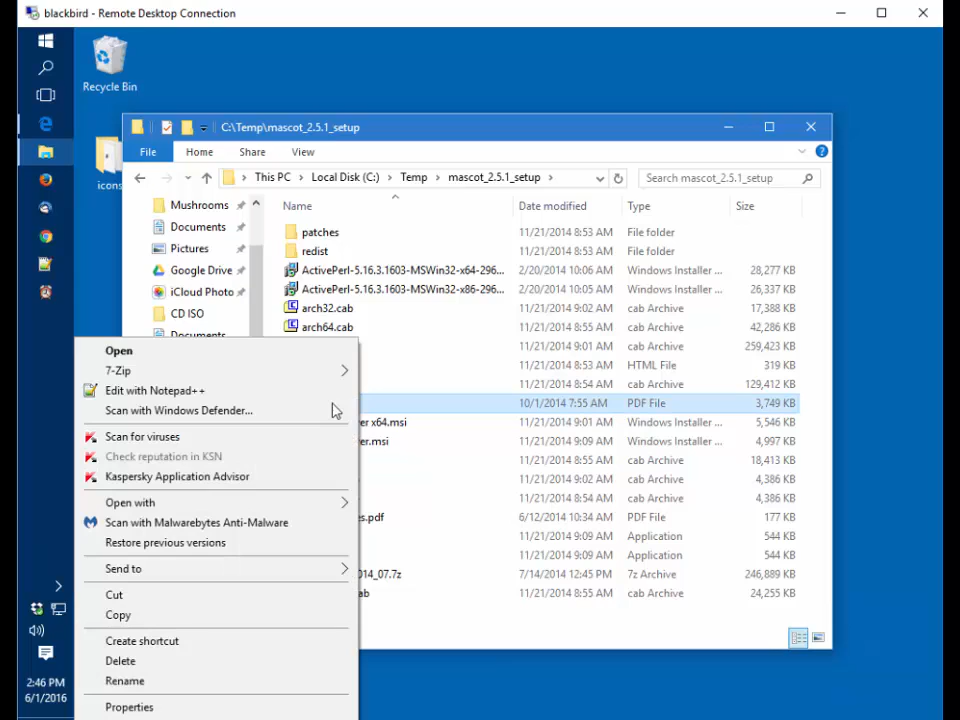 blackbird - Remote Desktop Connection
Recycle Bin
icons
C:\Temp\mascot_2.5.1_setup
File Home Share View
This PC Local Disk (C:) Temp mascot_2.5.1_setup
Search mascot_2.5.1_setup
Name Date modified Type Size
Mushrooms
Documents
Pictures
Google Drive
iCloud Photo
CD ISO
Documents
patches 11/21/2014 8:53 AM File folder
redist 11/21/2014 8:53 AM File folder
ActivePerl-5.16.3.1603-MSWin32-x64-296... 2/20/2014 10:06 AM Windows Installer ... 28,277 KB
ActivePerl-5.16.3.1603-MSWin32-x86-296... 2/20/2014 10:05 AM Windows Installer ... 26,337 KB
arch32.cab 11/21/2014 9:02 AM cab Archive 17,388 KB
arch64.cab 11/21/2014 8:55 AM cab Archive 42,286 KB
11/21/2014 9:01 AM cab Archive 259,423 KB
11/21/2014 8:53 AM HTML File 319 KB
11/21/2014 8:54 AM cab Archive 129,412 KB
10/1/2014 7:55 AM PDF File 3,749 KB
er x64.msi 11/21/2014 9:01 AM Windows Installer ... 5,546 KB
er.msi 11/21/2014 9:09 AM Windows Installer ... 4,997 KB
11/21/2014 8:55 AM cab Archive 18,413 KB
11/21/2014 9:02 AM cab Archive 4,386 KB
11/21/2014 8:54 AM cab Archive 4,386 KB
es.pdf 6/12/2014 10:34 AM PDF File 177 KB
11/21/2014 9:09 AM Application 544 KB
11/21/2014 9:09 AM Application 544 KB
014_07.7z 7/14/2014 12:45 PM 7z Archive 246,889 KB
ab 11/21/2014 8:55 AM cab Archive 24,255 KB
Open
7-Zip
Edit with Notepad++
Scan with Windows Defender...
Scan for viruses
Check reputation in KSN
Kaspersky Application Advisor
Open with
Scan with Malwarebytes Anti-Malware
Restore previous versions
Send to
Cut
Copy
Create shortcut
Delete
Rename
Properties
2:46 PM
6/1/2016